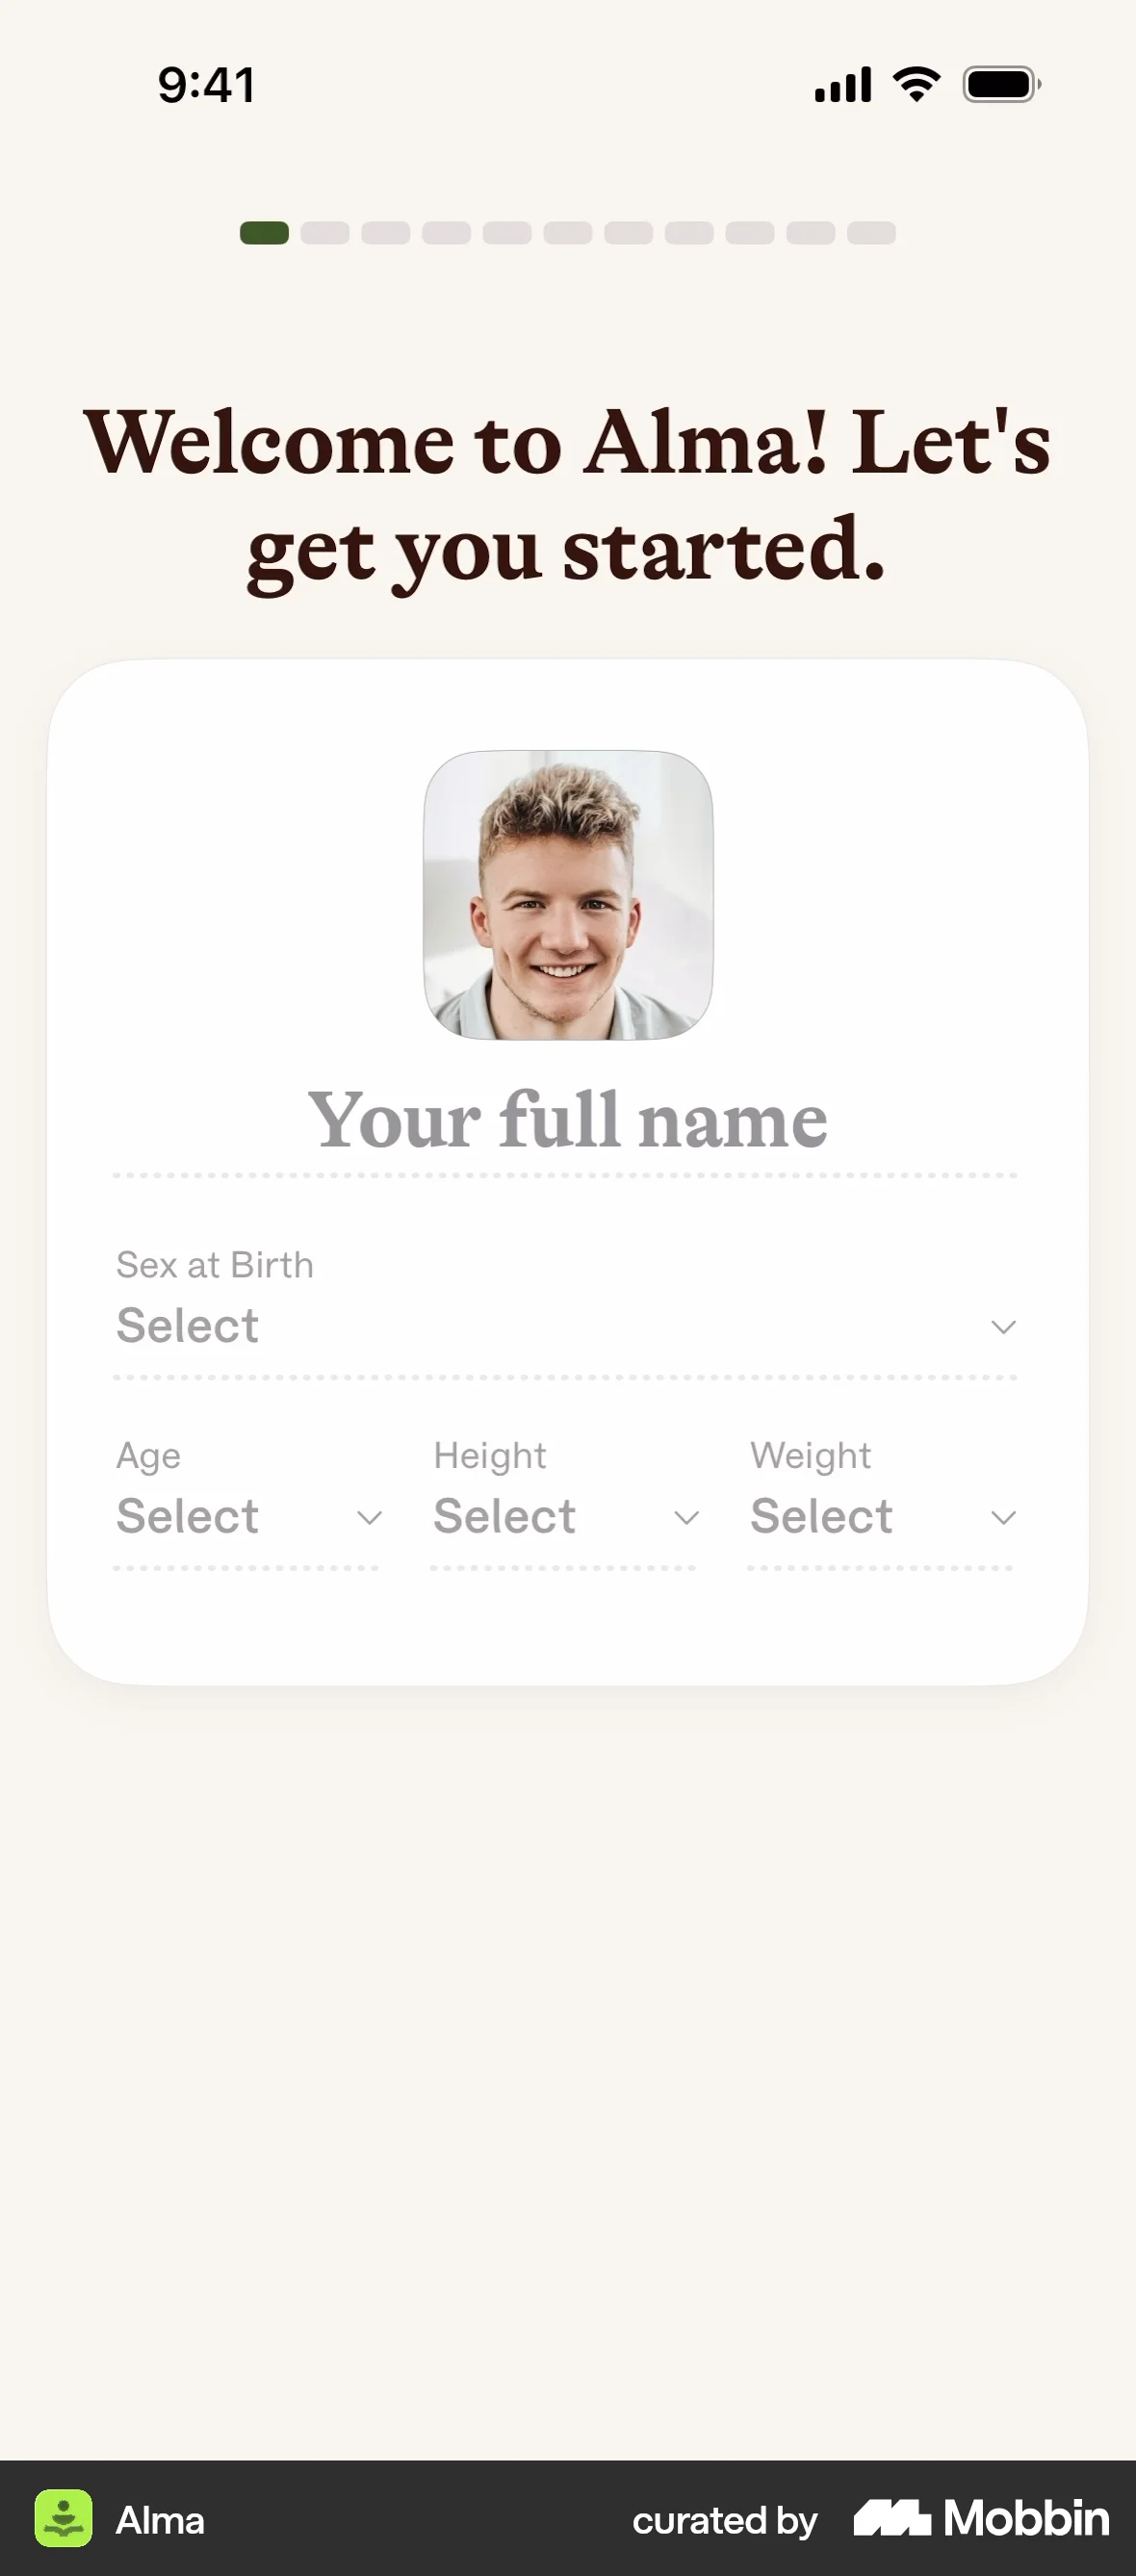 9:41
Welcome to Alma! Let's
get you started.
Your full name
Sex at Birth
Select
Age Height Weight
Select Select Select
Alma curated by Mobbin